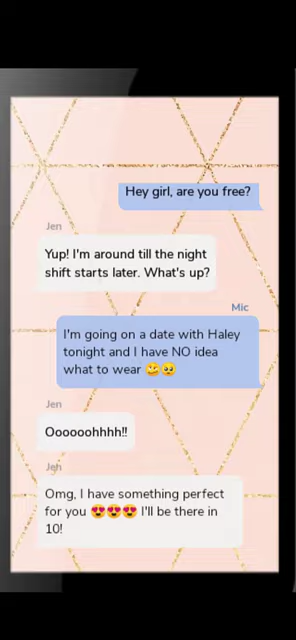 Hey girl, are you free?
Jen
Yup! I'm around till the night
shift starts later. What's up?
Mic
I'm going on a date with Haley
tonight and I have NO idea
what to wear 🥴🥺
Jen
Oooooohhhh!!
Jen
Omg, I have something perfect
for you 😍😍😍 I'll be there in
10!